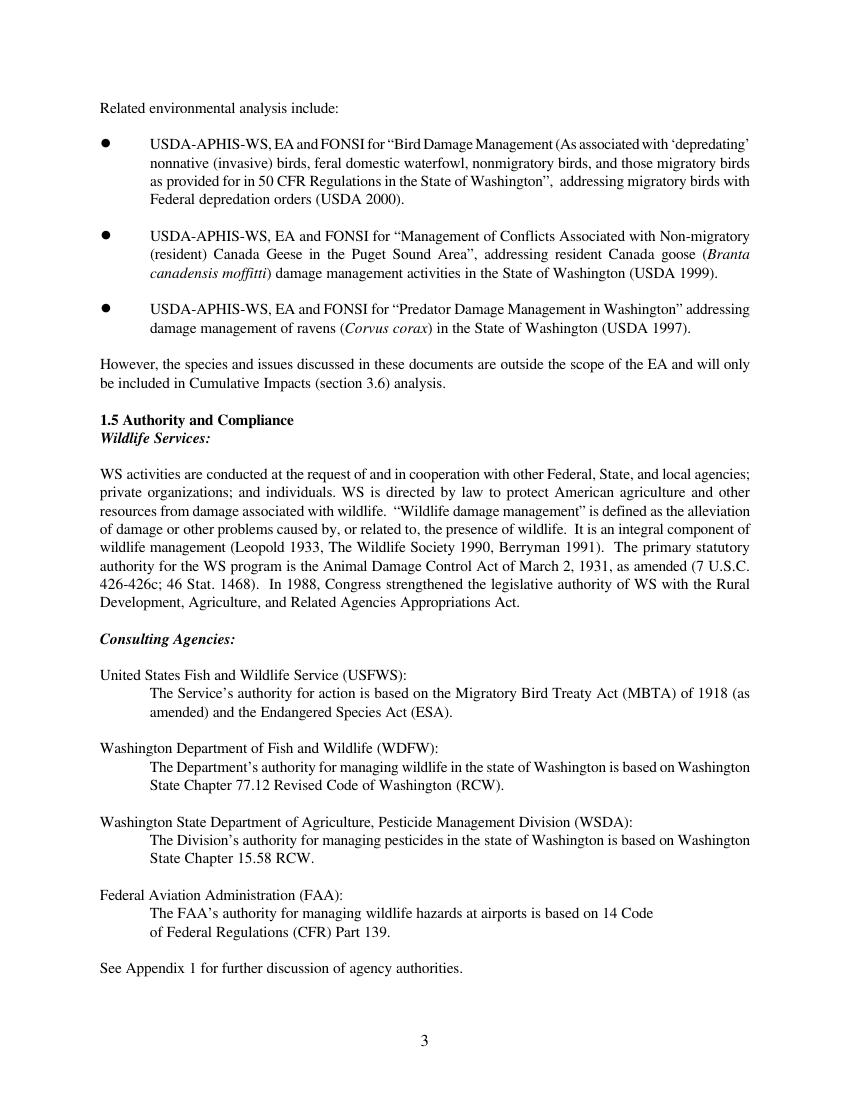 Related environmental analysis include:
● USDA-APHIS-WS, EA and FONSI for “Bird Damage Management (As associated with ‘depredating’
nonnative (invasive) birds, feral domestic waterfowl, nonmigratory birds, and those migratory birds
as provided for in 50 CFR Regulations in the State of Washington”, addressing migratory birds with
Federal depredation orders (USDA 2000).
● USDA-APHIS-WS, EA and FONSI for “Management of Conflicts Associated with Non-migratory
(resident) Canada Geese in the Puget Sound Area”, addressing resident Canada goose (Branta
canadensis moffitti) damage management activities in the State of Washington (USDA 1999).
● USDA-APHIS-WS, EA and FONSI for “Predator Damage Management in Washington” addressing
damage management of ravens (Corvus corax) in the State of Washington (USDA 1997).
However, the species and issues discussed in these documents are outside the scope of the EA and will only
be included in Cumulative Impacts (section 3.6) analysis.
1.5 Authority and Compliance
Wildlife Services:
WS activities are conducted at the request of and in cooperation with other Federal, State, and local agencies;
private organizations; and individuals. WS is directed by law to protect American agriculture and other
resources from damage associated with wildlife. “Wildlife damage management” is defined as the alleviation
of damage or other problems caused by, or related to, the presence of wildlife. It is an integral component of
wildlife management (Leopold 1933, The Wildlife Society 1990, Berryman 1991). The primary statutory
authority for the WS program is the Animal Damage Control Act of March 2, 1931, as amended (7 U.S.C.
426-426c; 46 Stat. 1468). In 1988, Congress strengthened the legislative authority of WS with the Rural
Development, Agriculture, and Related Agencies Appropriations Act.
Consulting Agencies:
United States Fish and Wildlife Service (USFWS):
The Service’s authority for action is based on the Migratory Bird Treaty Act (MBTA) of 1918 (as
amended) and the Endangered Species Act (ESA).
Washington Department of Fish and Wildlife (WDFW):
The Department’s authority for managing wildlife in the state of Washington is based on Washington
State Chapter 77.12 Revised Code of Washington (RCW).
Washington State Department of Agriculture, Pesticide Management Division (WSDA):
The Division’s authority for managing pesticides in the state of Washington is based on Washington
State Chapter 15.58 RCW.
Federal Aviation Administration (FAA):
The FAA’s authority for managing wildlife hazards at airports is based on 14 Code
of Federal Regulations (CFR) Part 139.
See Appendix 1 for further discussion of agency authorities.
3